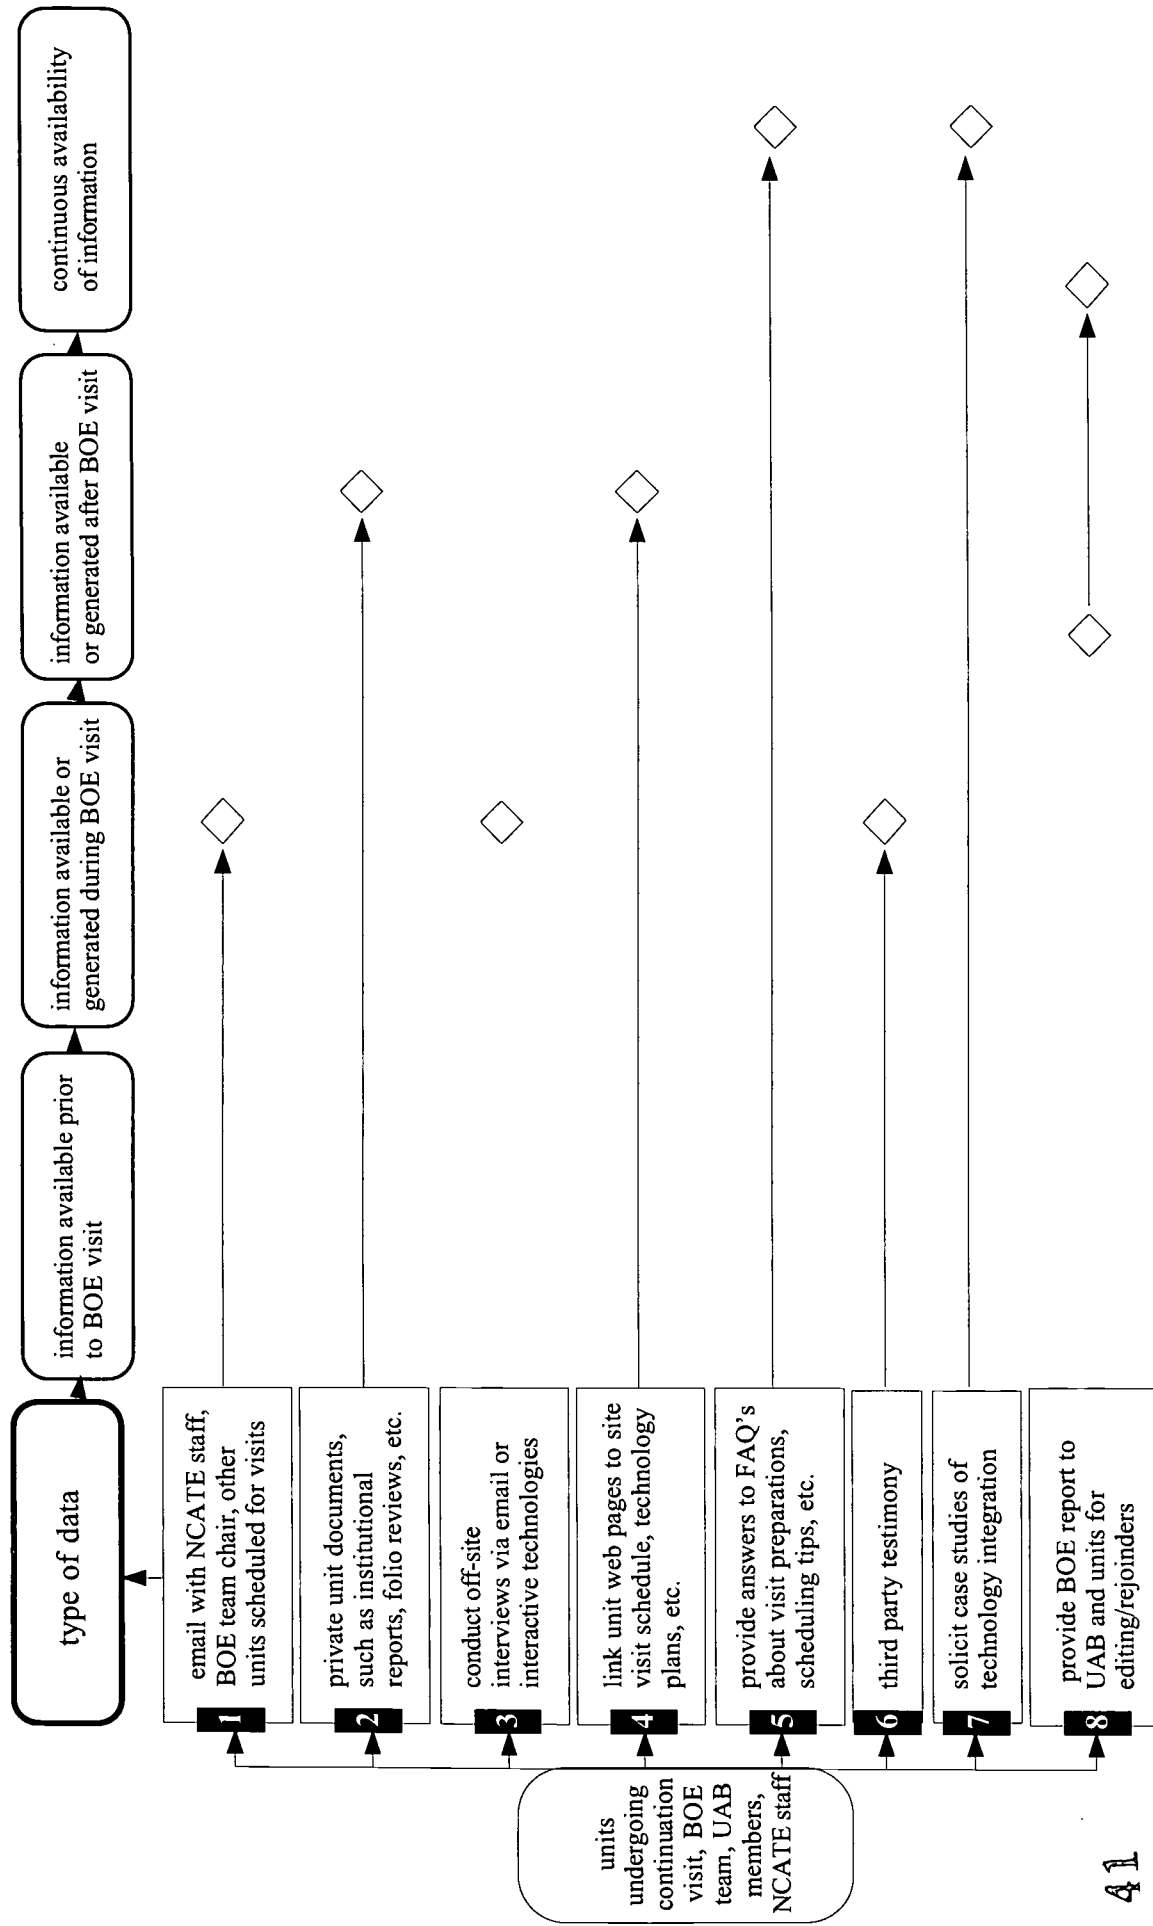 type of data
information available prior
to BOE visit
information available or
generated during BOE visit
information available
or generated after BOE visit
continuous availability
of information
units
undergoing
continuation
visit, BOE
team, UAB
members,
NCATE staff
1
email with NCATE staff,
BOE team chair, other
units scheduled for visits
2
private unit documents,
such as institutional
reports, folio reviews, etc.
3
conduct off-site
interviews via email or
interactive technologies
4
link unit web pages to site
visit schedule, technology
plans, etc.
5
provide answers to FAQ's
about visit preparations,
scheduling tips, etc.
6
third party testimony
7
solicit case studies of
technology integration
8
provide BOE report to
UAB and units for
editing/rejoinders
41